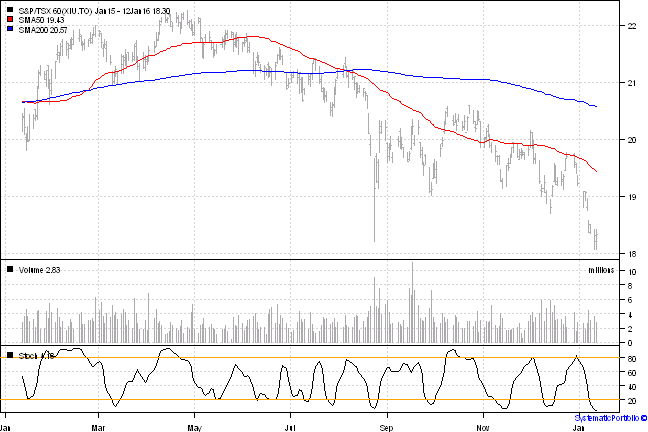 S&P/TSX 60(XIU.TO) Jan15 - 12Jan16 18.30
SMA50 19.43
SMA200 20.57
22
21
20
19
18
Volume 2.83
millions
10
8
6
4
2
0
80
60
40
20
Jan Mar May Jul Sep Nov Jan
SystematicPortfolio ©